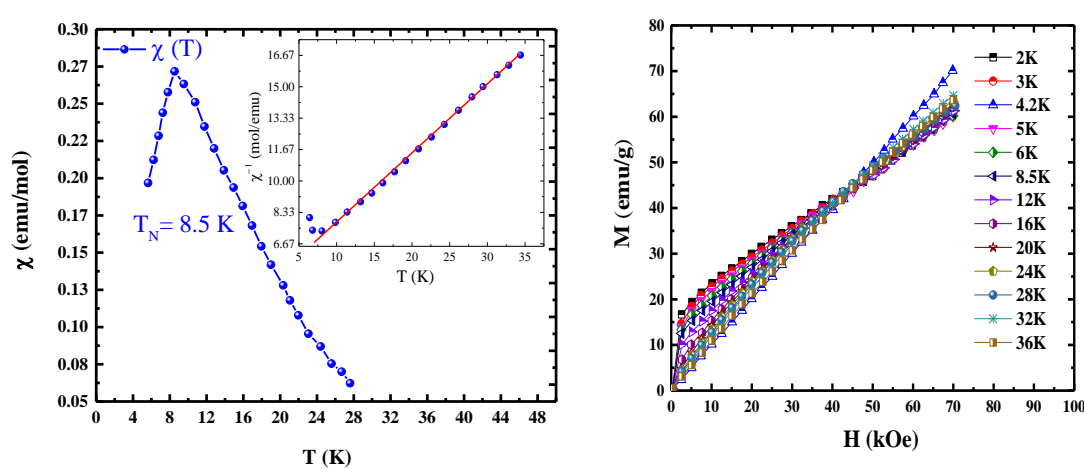 χ (T)
T_N = 8.5 K
χ (emu/mol)
0.30
0.27
0.25
0.22
0.20
0.17
0.15
0.13
0.10
0.07
0.05
0 4 8 12 16 20 24 28 32 36 40 44 48
T (K)
χ⁻¹ (mol/emu)
16.67
15.00
13.33
11.67
10.00
8.33
6.67
5 10 15 20 25 30 35
T (K)
M (emu/g)
80
70
60
50
40
30
20
10
0
0 10 20 30 40 50 60 70 80 90 100
H (kOe)
2K
3K
4.2K
5K
6K
8.5K
12K
16K
20K
24K
28K
32K
36K